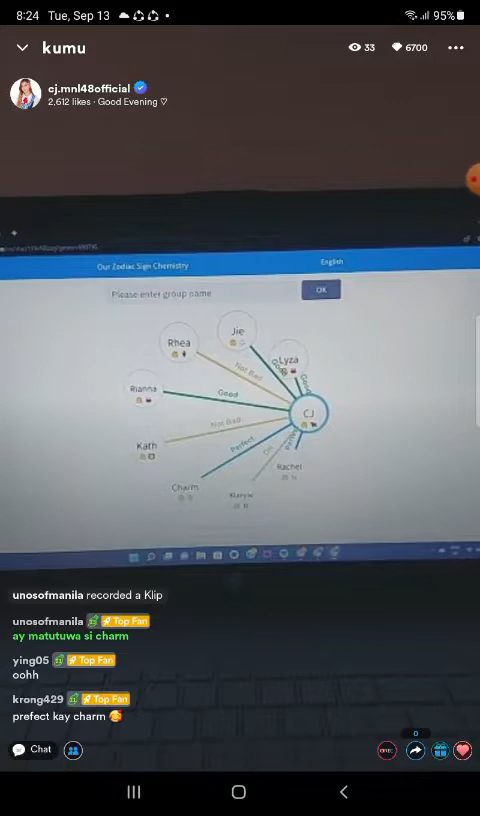 8:24 Tue, Sep 13
95%
kumu
33
6700
cj.mnl48official
2,612 likes · Good Evening ♡
Our Zodiac Sign Chemistry
English
Please enter group name
OK
Jie
Rhea
Lyza
Not Bad
Good
Good
Rianna
Good
CJ
Not Bad
Kath
Perfect
Rachel
Charm
unosofmanila recorded a Klip
unosofmanila 🚀 Top Fan
ay matutuwa si charm
ying05 🚀 Top Fan
oohh
krong429 🚀 Top Fan
prefect kay charm 🥰
0
Chat